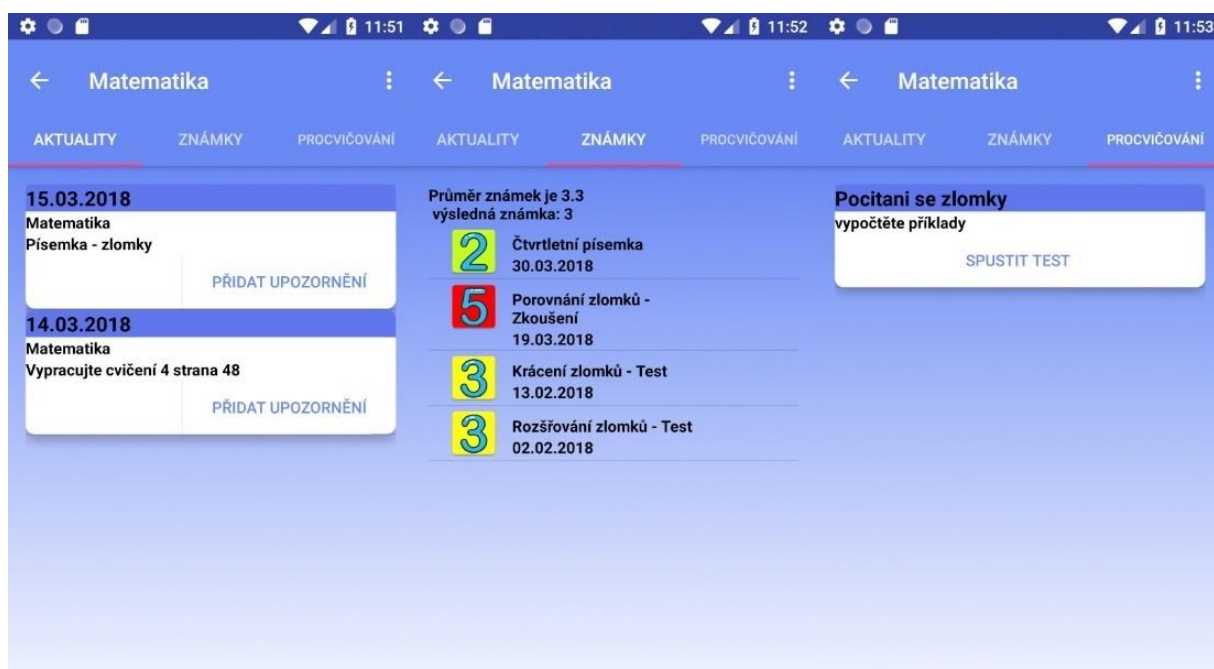 11:51
Matematika
AKTUALITY ZNÁMKY PROCVIČOVÁNÍ
15.03.2018
Matematika
Písemka - zlomky
PŘIDAT UPOZORNĚNÍ
14.03.2018
Matematika
Vypracujte cvičení 4 strana 48
PŘIDAT UPOZORNĚNÍ
11:52
Matematika
AKTUALITY ZNÁMKY PROCVIČOVÁNÍ
Průměr známek je 3.3
výsledná známka: 3
2
Čtvrtletní písemka
30.03.2018
5
Porovnání zlomků -
Zkoušení
19.03.2018
3
Krácení zlomků - Test
13.02.2018
3
Rozšřování zlomků - Test
02.02.2018
11:53
Matematika
AKTUALITY ZNÁMKY PROCVIČOVÁNÍ
Pocitani se zlomky
vypočtěte příklady
SPUSTIT TEST